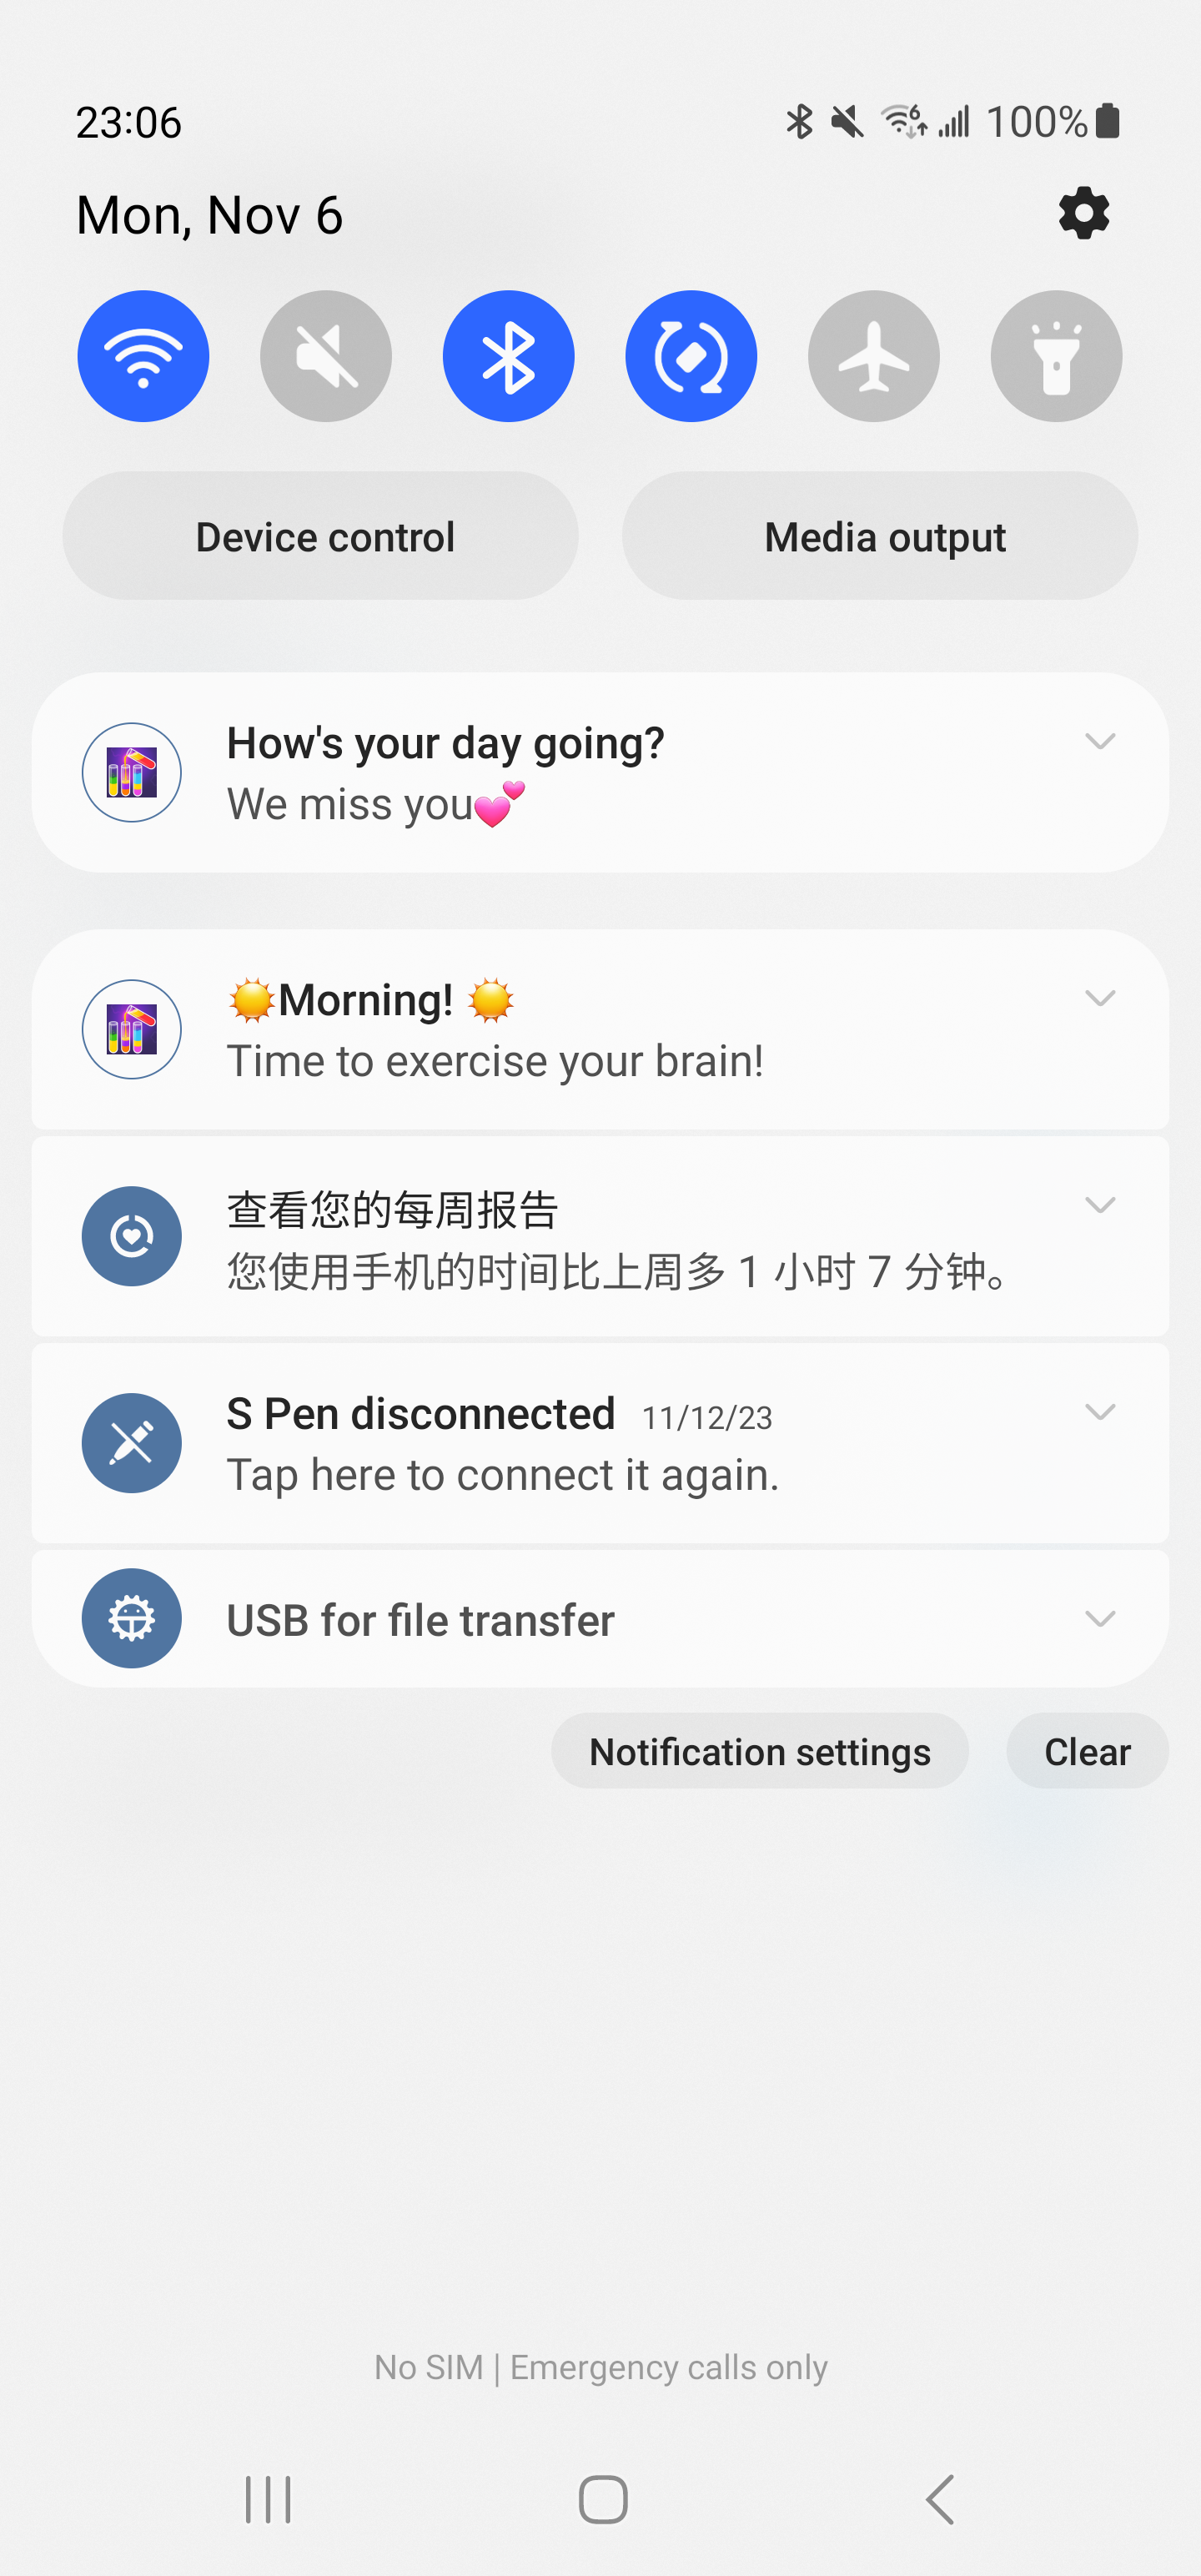 23:06 100%
Mon, Nov 6
Device control Media output
How's your day going?
We miss you💕
☀️Morning! ☀️
Time to exercise your brain!
查看您的每周报告
您使用手机的时间比上周多 1 小时 7 分钟。
S Pen disconnected 11/12/23
Tap here to connect it again.
USB for file transfer
Notification settings Clear
No SIM | Emergency calls only